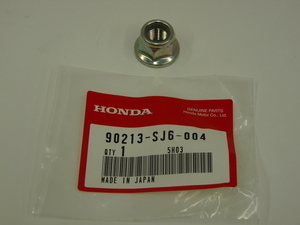 HONDA
GENUINE PARTS
Honda Motor Co., Ltd.
90213-SJ6-004
QTY 1 5H03
MADE IN JAPAN